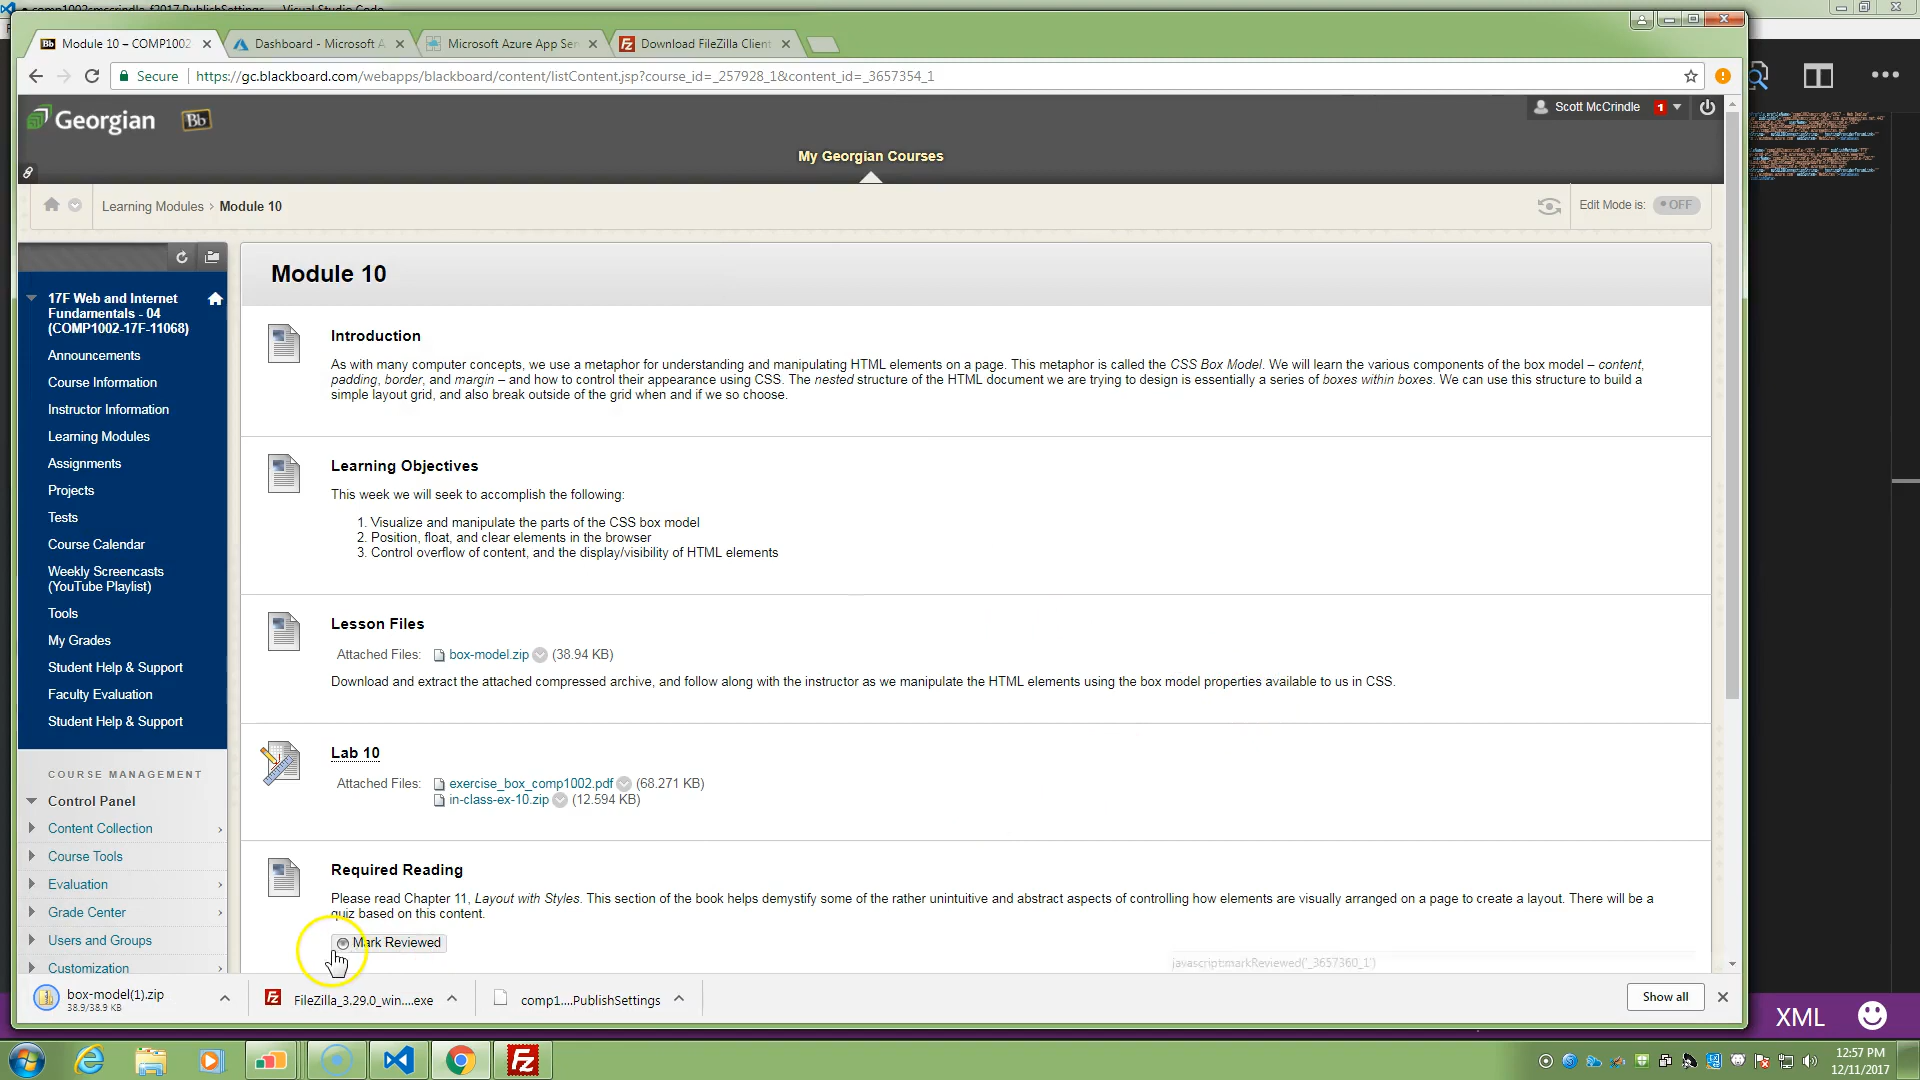 comp1002smccrindle-f2017.PublishSettings - Visual Studio Code
Module 10 – COMP1002
Dashboard - Microsoft A
Microsoft Azure App Ser
Download FileZilla Client
Secure
https://gc.blackboard.com/webapps/blackboard/content/listContent.jsp?course_id=_257928_1&content_id=_3657354_1
Georgian
Bb
Scott McCrindle
1
My Georgian Courses
Learning Modules
Module 10
Edit Mode is:
OFF
17F Web and Internet
Fundamentals - 04
(COMP1002-17F-11068)
Announcements
Course Information
Instructor Information
Learning Modules
Assignments
Projects
Tests
Course Calendar
Weekly Screencasts
(YouTube Playlist)
Tools
My Grades
Student Help & Support
Faculty Evaluation
Student Help & Support
COURSE MANAGEMENT
Control Panel
Content Collection
Course Tools
Evaluation
Grade Center
Users and Groups
Customization
Module 10
Introduction
As with many computer concepts, we use a metaphor for understanding and manipulating HTML elements on a page. This metaphor is called the CSS Box Model. We will learn the various components of the box model – content,
padding, border, and margin – and how to control their appearance using CSS. The nested structure of the HTML document we are trying to design is essentially a series of boxes within boxes. We can use this structure to build a
simple layout grid, and also break outside of the grid when and if we so choose.
Learning Objectives
This week we will seek to accomplish the following:
1. Visualize and manipulate the parts of the CSS box model
2. Position, float, and clear elements in the browser
3. Control overflow of content, and the display/visibility of HTML elements
Lesson Files
Attached Files: box-model.zip (38.94 KB)
Download and extract the attached compressed archive, and follow along with the instructor as we manipulate the HTML elements using the box model properties available to us in CSS.
Lab 10
Attached Files: exercise_box_comp1002.pdf (68.271 KB)
in-class-ex-10.zip (12.594 KB)
Required Reading
Please read Chapter 11, Layout with Styles. This section of the book helps demystify some of the rather unintuitive and abstract aspects of controlling how elements are visually arranged on a page to create a layout. There will be a
quiz based on this content.
Mark Reviewed
javascript:markReviewed('_3657360_1')
box-model(1).zip
38.9/38.9 KB
FileZilla_3.29.0_win....exe
comp1....PublishSettings
Show all
XML
12:57 PM
12/11/2017